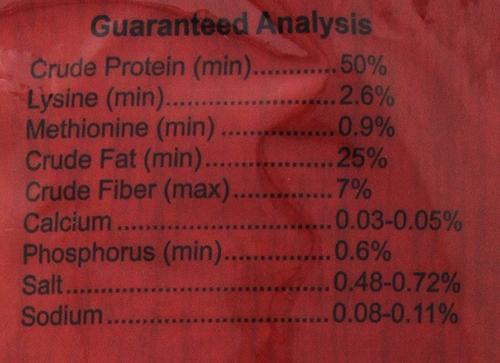 Guaranteed Analysis
Crude Protein (min)............50%
Lysine (min)..........................2.6%
Methionine (min) .................0.9%
Crude Fat (min)...................25%
Crude Fiber (max)...............7%
Calcium ................................0.03-0.05%
Phosphorus (min)................0.6%
Salt........................................0.48-0.72%
Sodium..................................0.08-0.11%